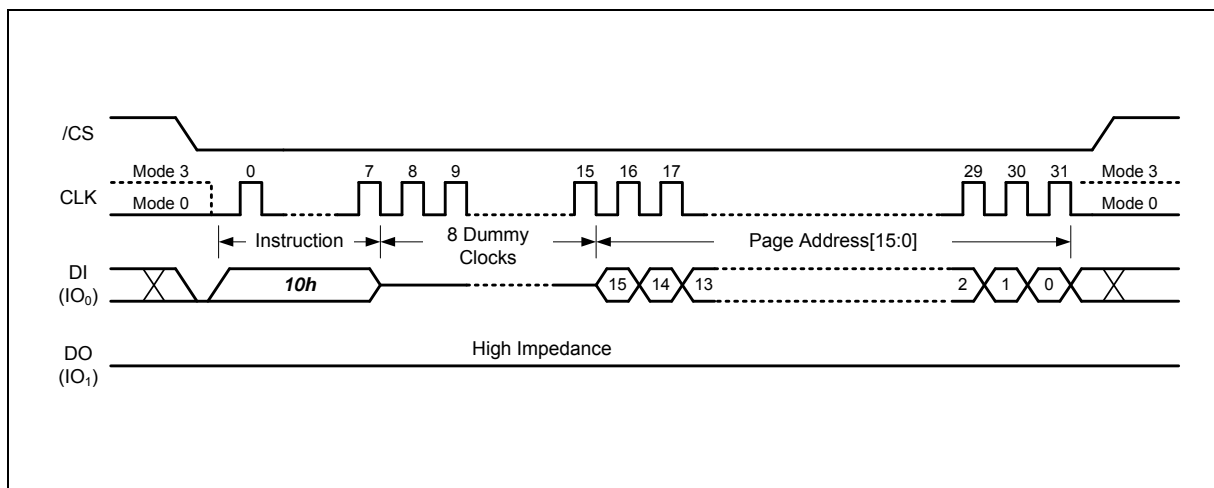 /CS
Mode 3 0 7 8 9 15 16 17 29 30 31 Mode 3
CLK
Mode 0 Mode 0
Instruction 8 Dummy Page Address[15:0]
Clocks
DI
(IO₀)
10h 15 14 13 2 1 0
High Impedance
DO
(IO₁)